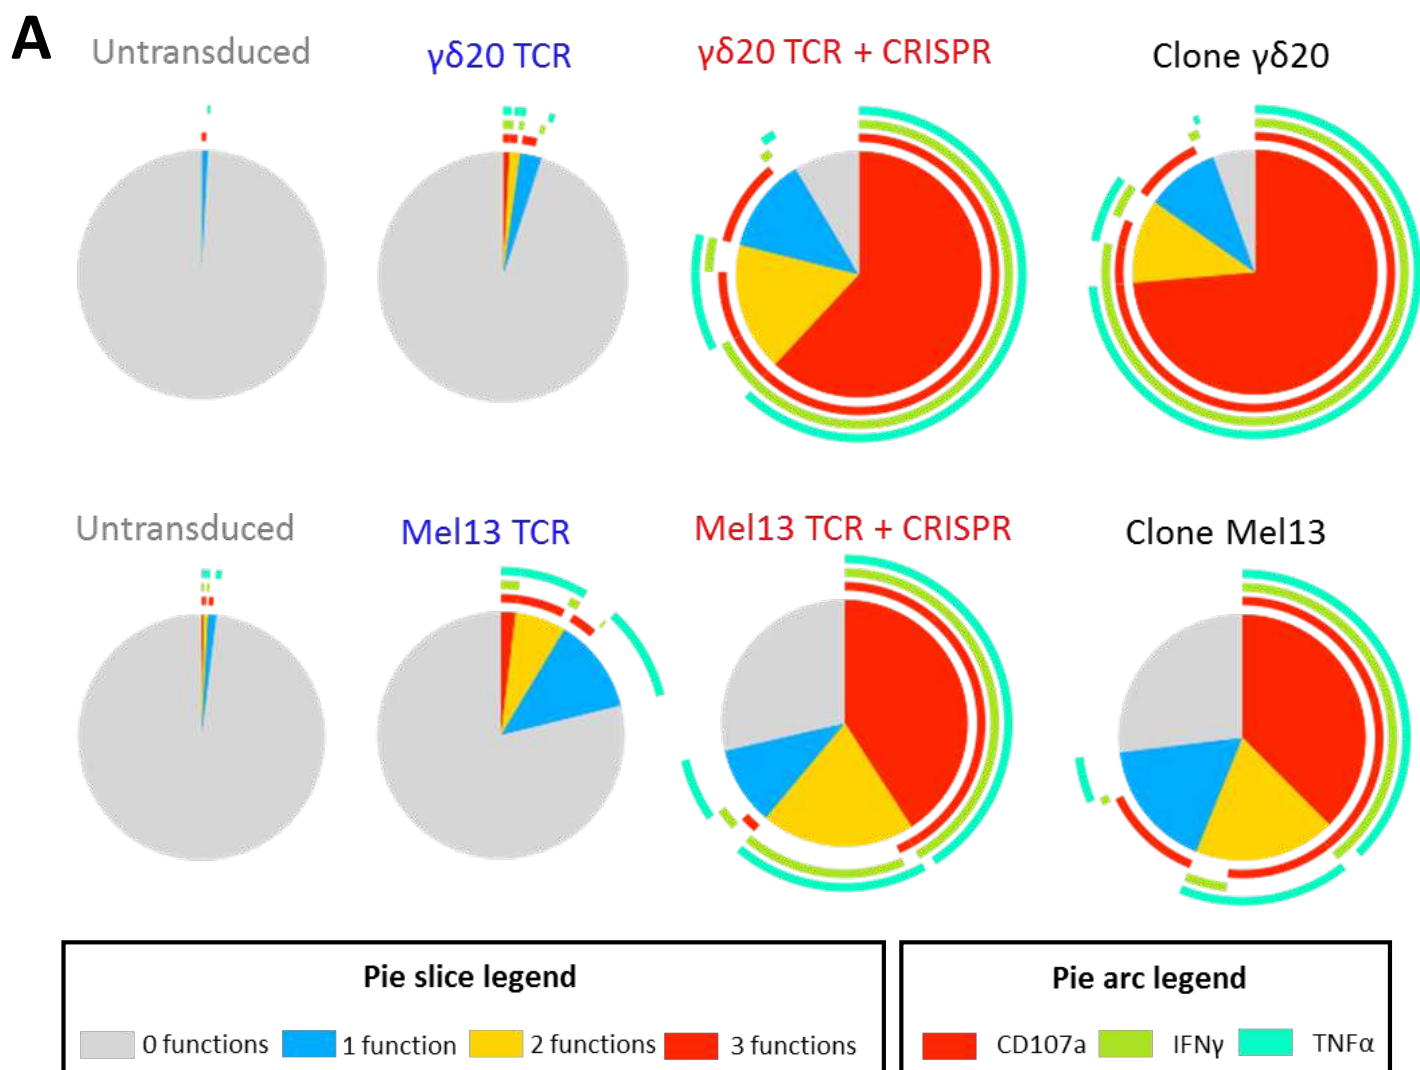 A
Untransduced
γδ20 TCR
γδ20 TCR + CRISPR
Clone γδ20
Untransduced
Mel13 TCR
Mel13 TCR + CRISPR
Clone Mel13
Pie slice legend
0 functions
1 function
2 functions
3 functions
Pie arc legend
CD107a
IFNγ
TNFα